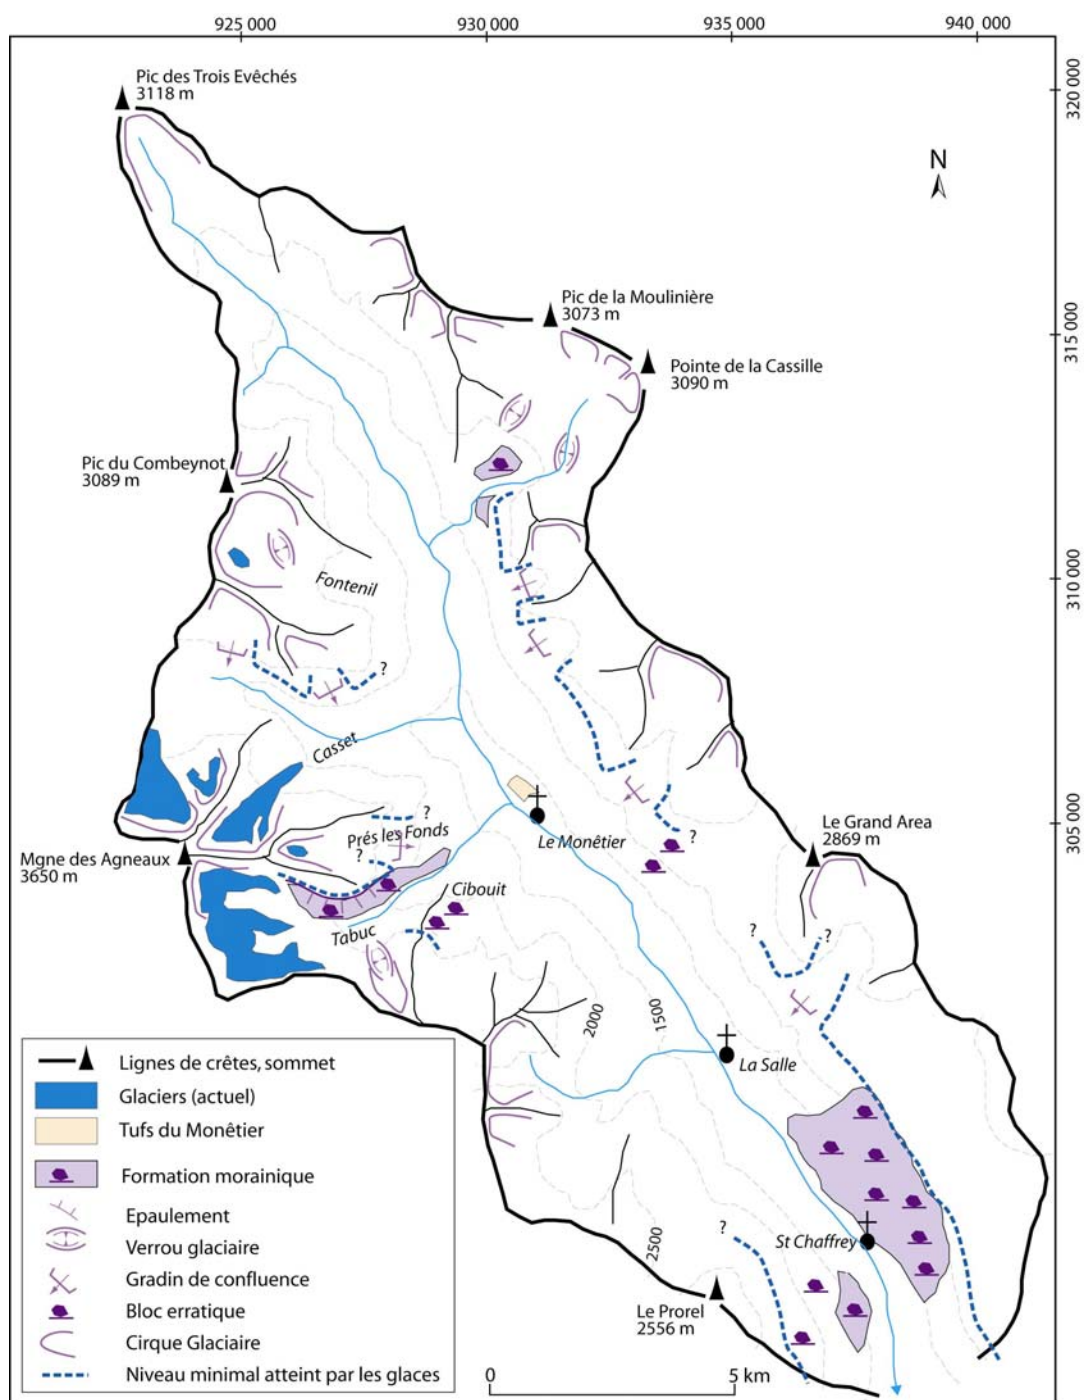 925 000
930 000
935 000
940 000
320 000
315 000
310 000
305 000
N
Pic des Trois Evêchés
3118 m
Pic de la Moulinière
3073 m
Pointe de la Cassille
3090 m
Pic du Combeynot
3089 m
Fontenil
?
Casset
?
Prés les Fonds
?
Le Monêtier
?
Le Grand Area
2869 m
Mgne des Agneaux
3650 m
Cibouit
Tabuc
?
?
2000
1500
La Salle
?
St Chaffrey
2500
Le Prorel
2556 m
Lignes de crêtes, sommet
Glaciers (actuel)
Tufs du Monêtier
Formation morainique
Epaulement
Verrou glaciaire
Gradin de confluence
Bloc erratique
Cirque Glaciaire
Niveau minimal atteint par les glaces
0
5 km